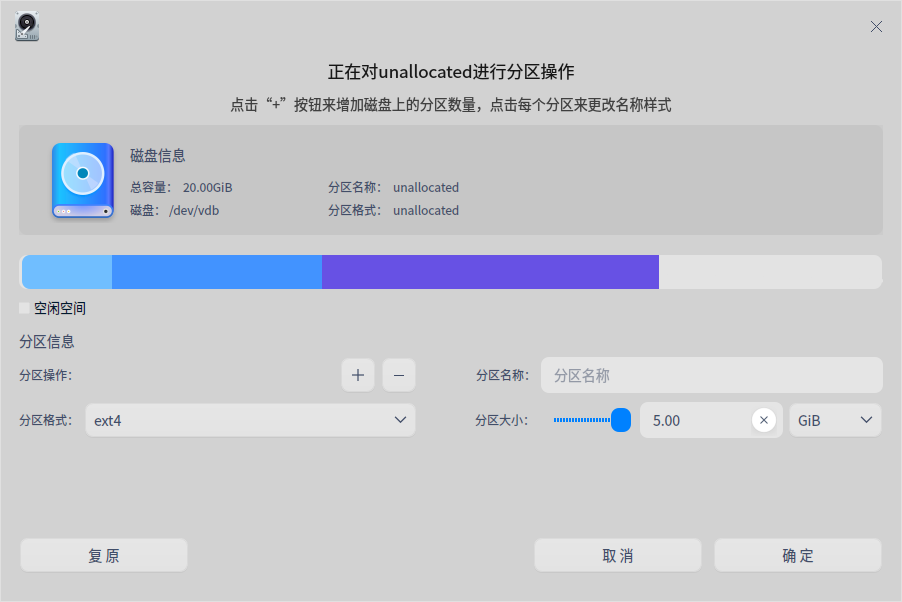 正在对unallocated进行分区操作
点击“+”按钮来增加磁盘上的分区数量，点击每个分区来更改名称样式
磁盘信息
总容量： 20.00GiB 分区名称： unallocated
磁盘： /dev/vdb 分区格式： unallocated
空闲空间
分区信息
分区操作： + − 分区名称： 分区名称
分区格式： ext4 分区大小： 5.00 GiB
复原 取消 确定